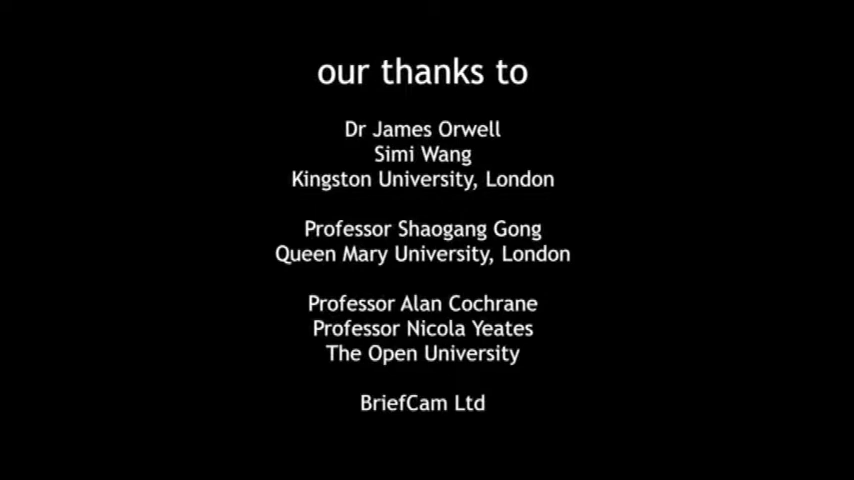 our thanks to
Dr James Orwell
Simi Wang
Kingston University, London
Professor Shaogang Gong
Queen Mary University, London
Professor Alan Cochrane
Professor Nicola Yeates
The Open University
BriefCam Ltd